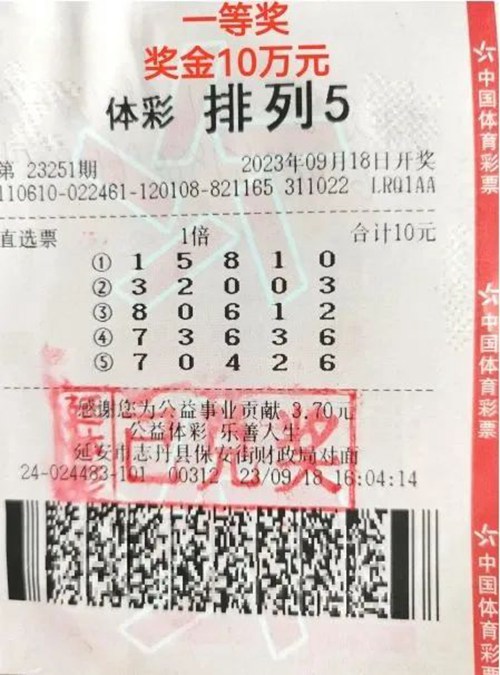 一等奖
奖金10万元
体彩 排列5
第 23251期 2023年09月18日开奖
110610-022461-120108-821165 311022 LRQ1AA
直选票 1倍 合计10元
① 1 5 8 1 0
② 3 2 0 0 3
③ 8 0 6 1 2
④ 7 3 6 3 6
⑤ 7 0 4 2 6
感谢您为公益事业贡献 3.70元
公益体彩 乐善人生
延安市志丹县保安街财政局对面
24-024483-101 00312 23/09/18 16:04:14
已兑奖
中国体育彩票
中国体育彩票
中国体育彩票